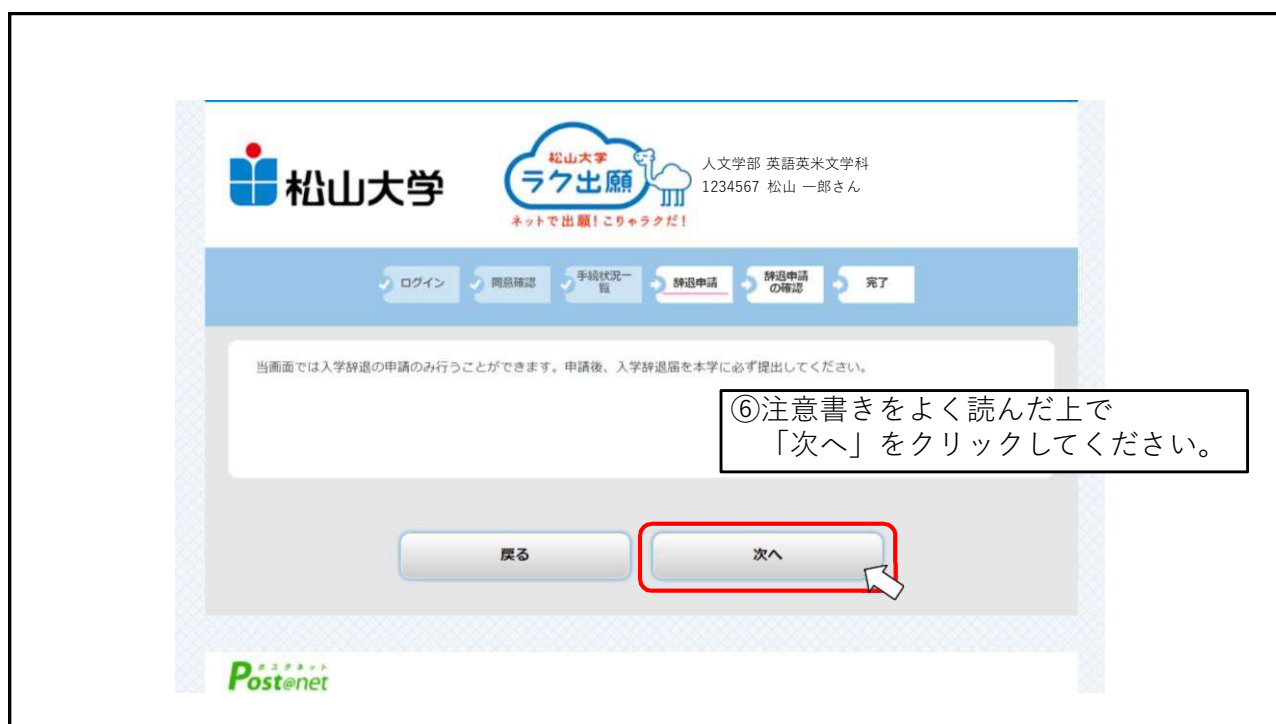 松山大学
松山大学
ラク出願
ネットで出願!こりゃラクだ!
人文学部 英語英米文学科
1234567 松山 一郎さん
ログイン
同意確認
手続状況一
覧
辞退申請
辞退申請
の確認
完了
当画面では入学辞退の申請のみ行うことができます。申請後、入学辞退届を本学に必ず提出してください。
⑥注意書きをよく読んだ上で
「次へ」をクリックしてください。
戻る
次へ
ポスタネット
Post@net